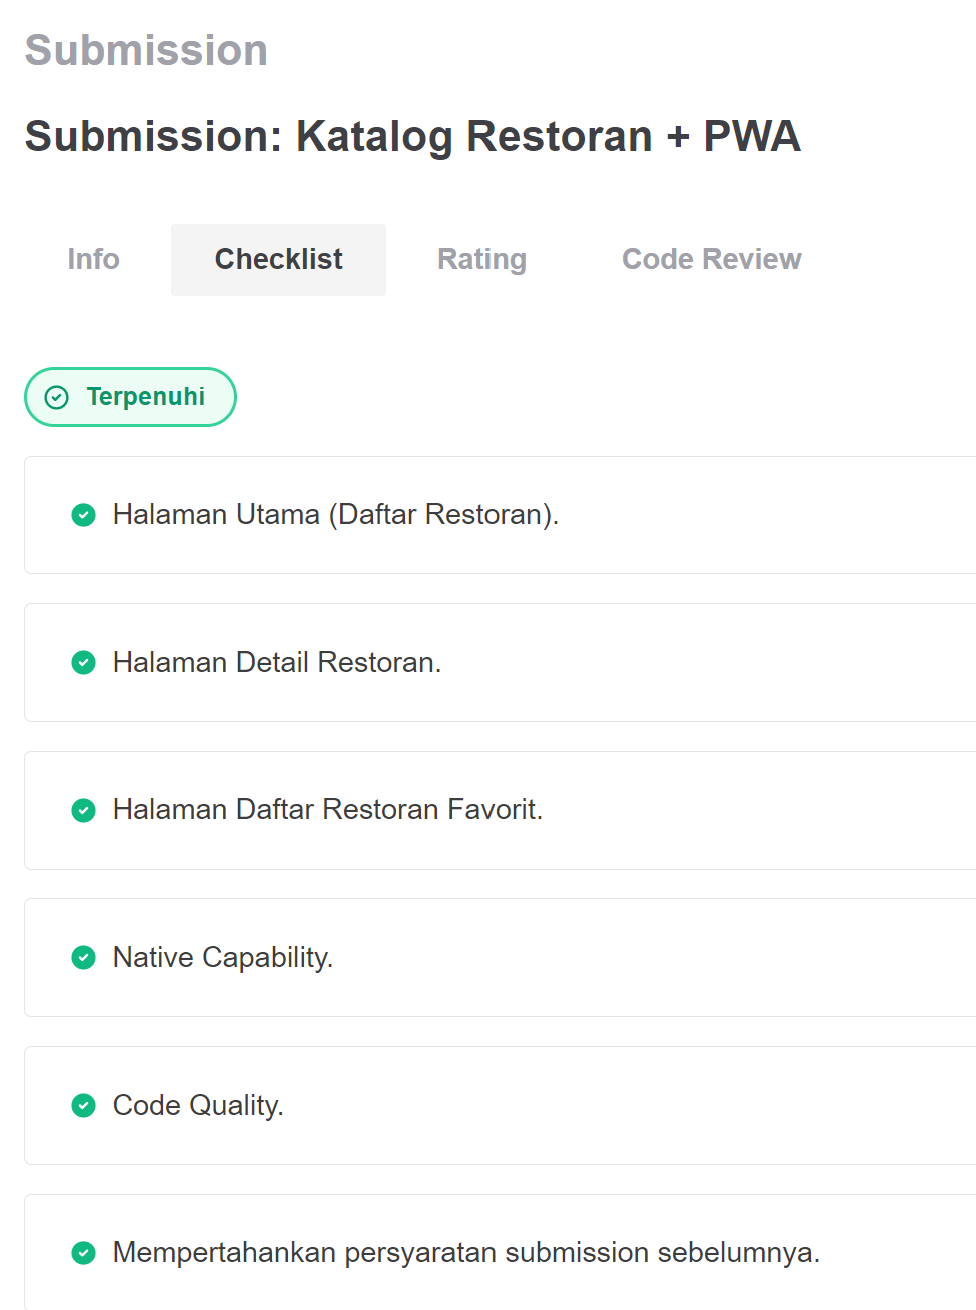 Submission
Submission: Katalog Restoran + PWA
Info Checklist Rating Code Review
Terpenuhi
Halaman Utama (Daftar Restoran).
Halaman Detail Restoran.
Halaman Daftar Restoran Favorit.
Native Capability.
Code Quality.
Mempertahankan persyaratan submission sebelumnya.